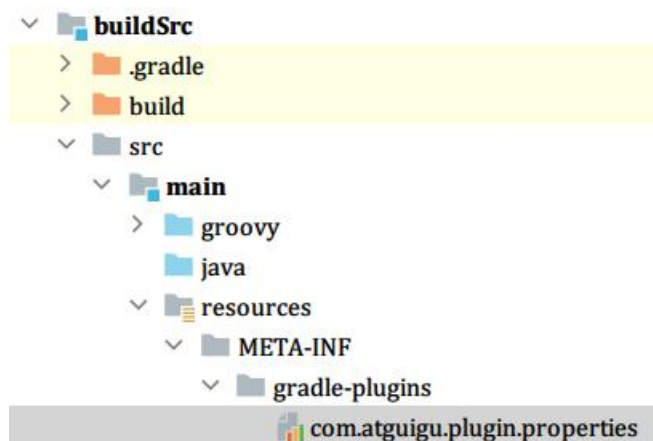 buildSrc
.gradle
build
src
main
groovy
java
resources
META-INF
gradle-plugins
com.atguigu.plugin.properties